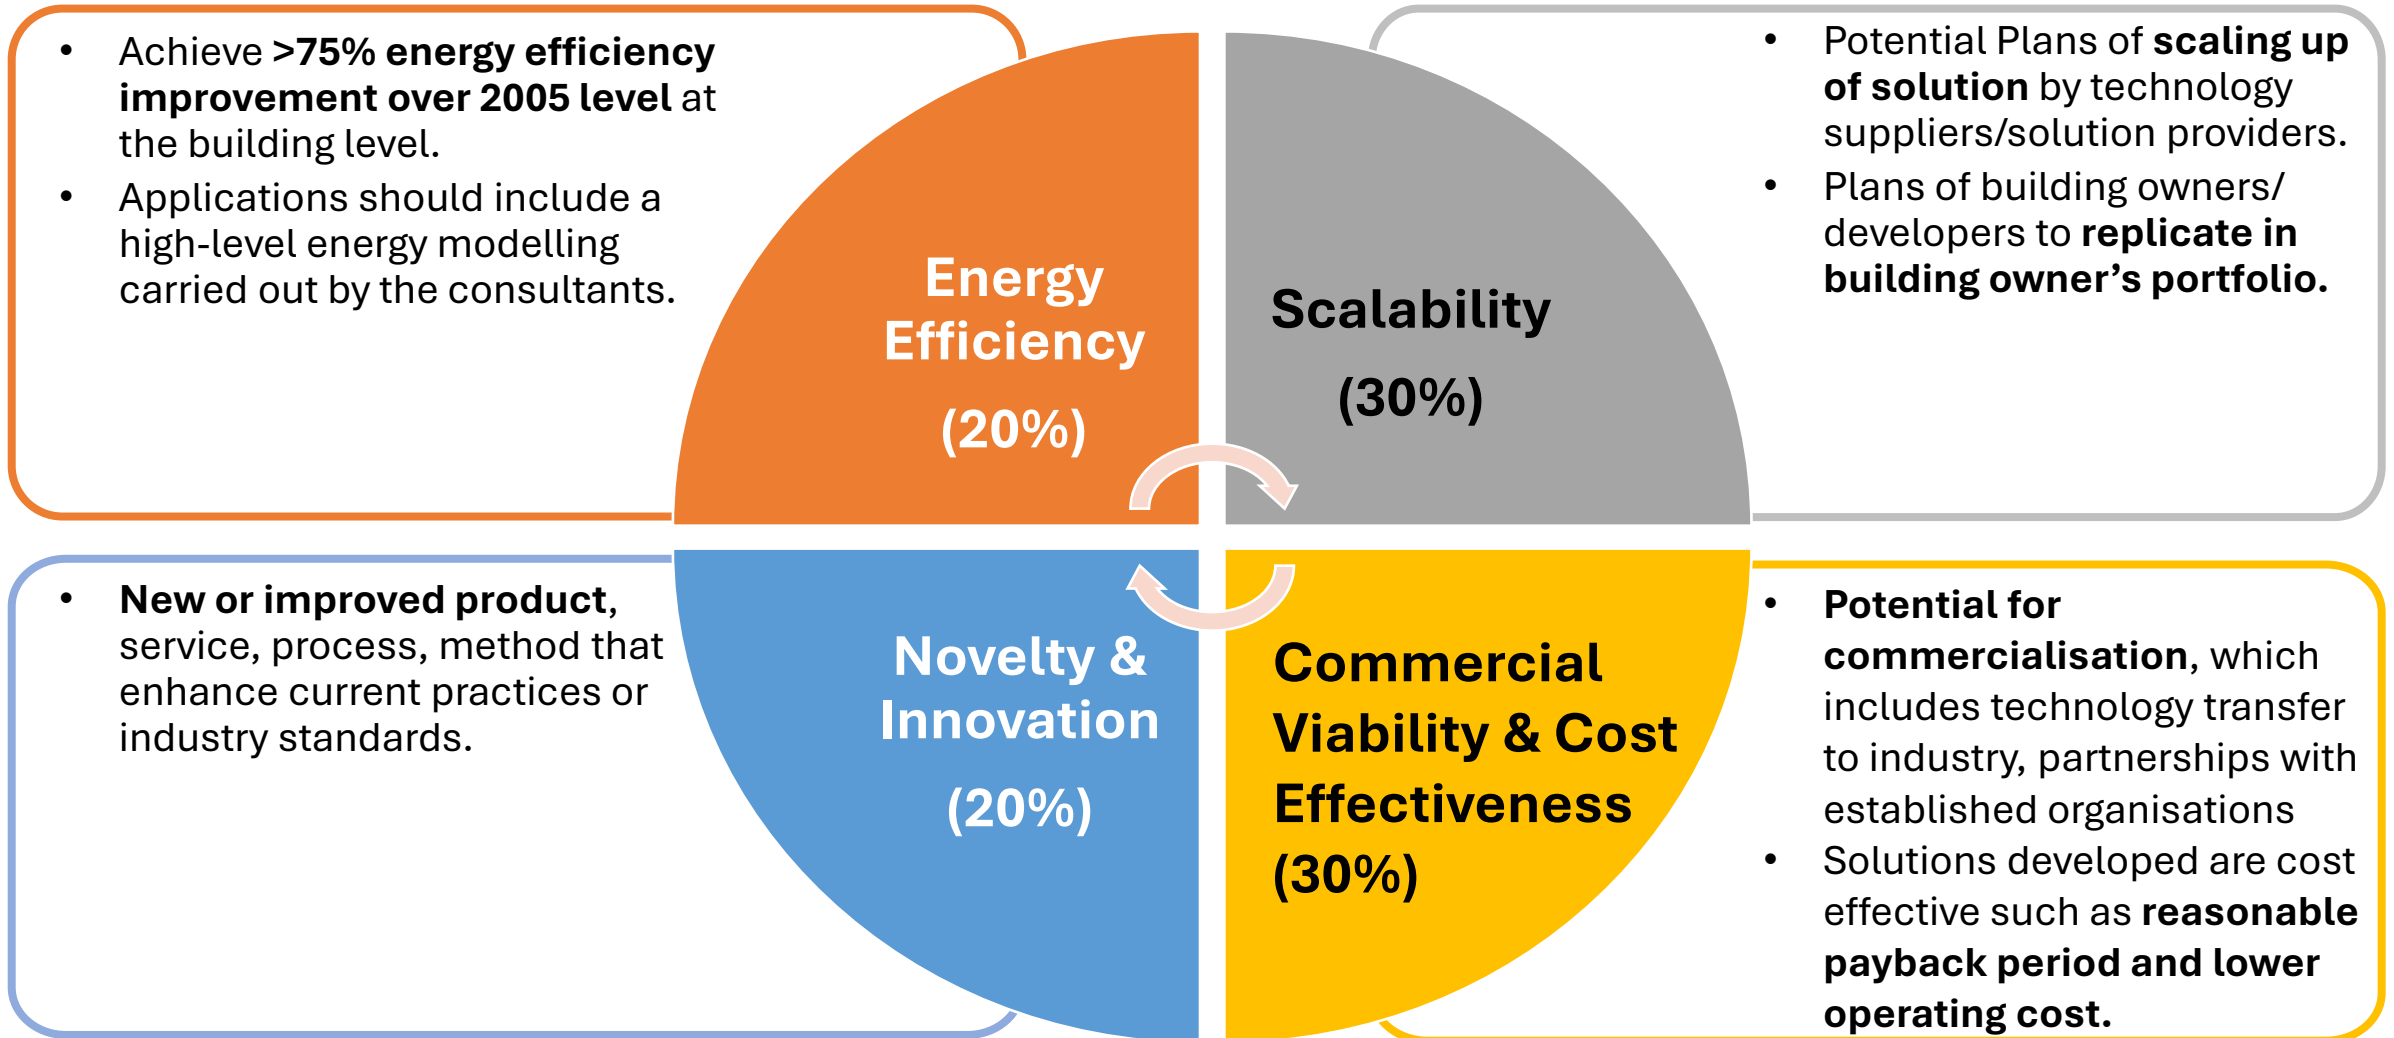 • Achieve >75% energy efficiency
improvement over 2005 level at
the building level.
• Applications should include a
high-level energy modelling
carried out by the consultants.
Energy
Efficiency
(20%)
Scalability
(30%)
• Potential Plans of scaling up
of solution by technology
suppliers/solution providers.
• Plans of building owners/
developers to replicate in
building owner’s portfolio.
• New or improved product,
service, process, method that
enhance current practices or
industry standards.
Novelty &
Innovation
(20%)
Commercial
Viability & Cost
Effectiveness
(30%)
• Potential for
commercialisation, which
includes technology transfer
to industry, partnerships with
established organisations
• Solutions developed are cost
effective such as reasonable
payback period and lower
operating cost.